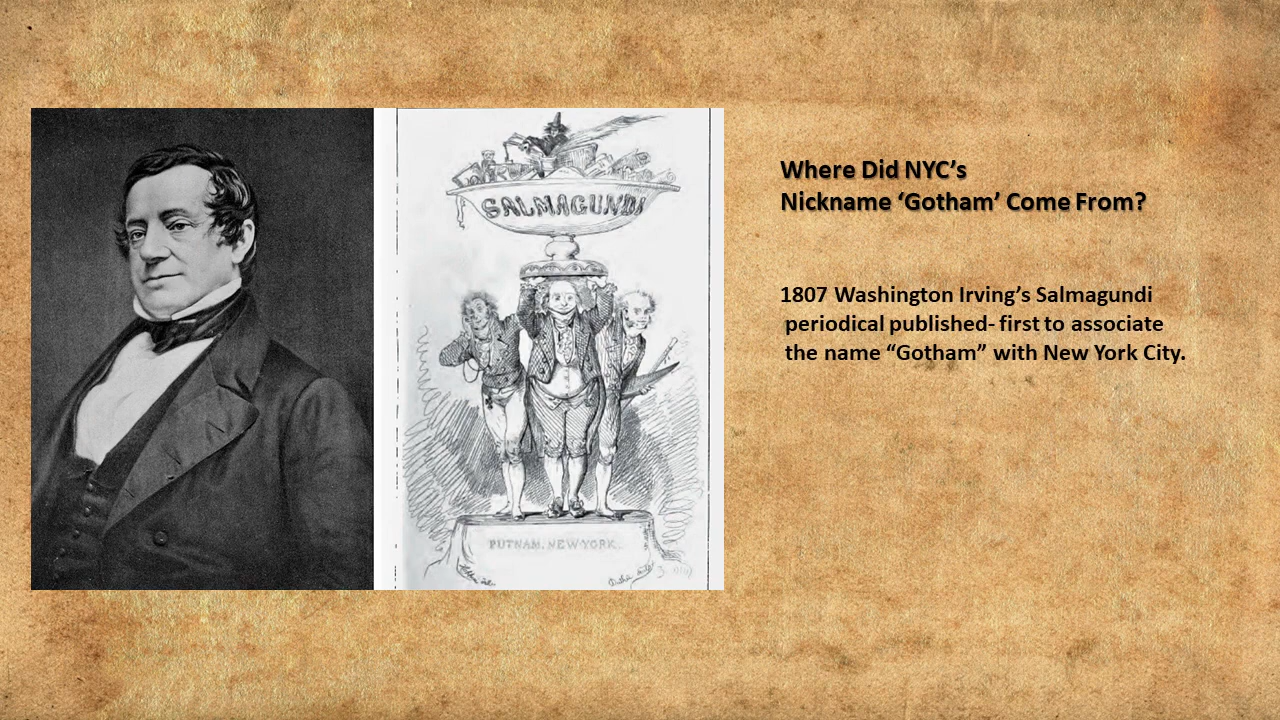 SALMAGUNDI
PUTNAM. NEW-YORK.
Where Did NYC’s
Nickname ‘Gotham’ Come From?
1807 Washington Irving’s Salmagundi
periodical published- first to associate
the name “Gotham” with New York City.